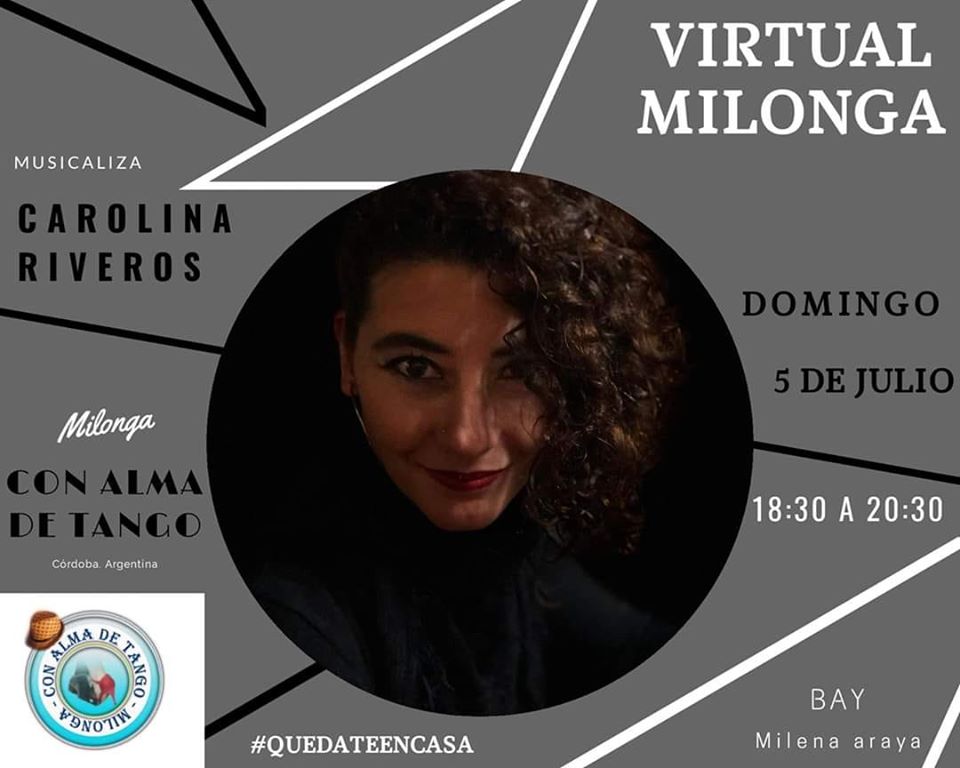 VIRTUAL
MILONGA
MUSICALIZA
CAROLINA
RIVEROS
DOMINGO
5 DE JULIO
Milonga
CON ALMA
DE TANGO
Córdoba. Argentina
18:30 A 20:30
CON ALMA DE TANGO - MILONGA -
#QUEDATEENCASA
BAY
Milena araya